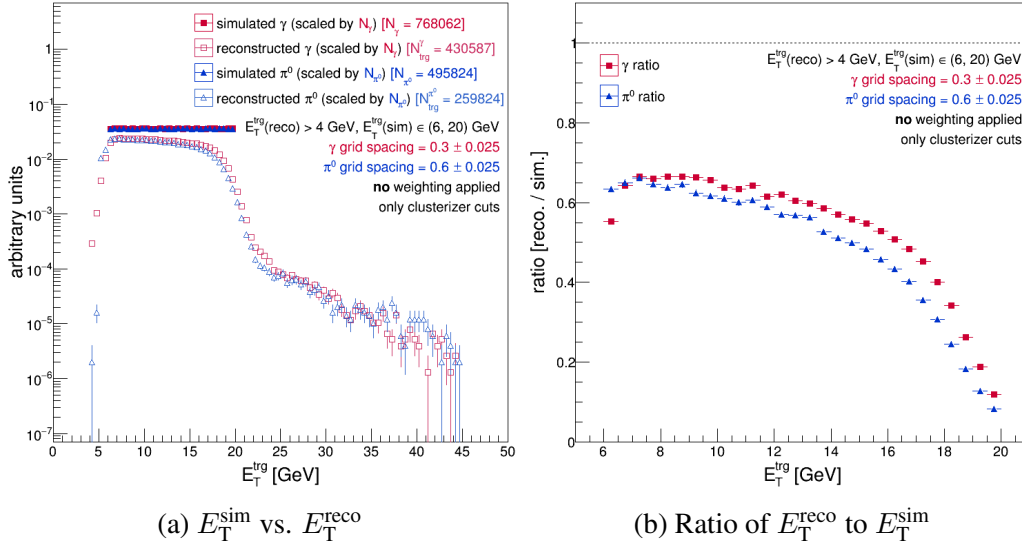 simulated γ (scaled by N_γ) [N_γ = 768062]
reconstructed γ (scaled by N_γ) [N^γ_trg = 430587]
simulated π⁰ (scaled by N_π⁰) [N_π⁰ = 495824]
reconstructed π⁰ (scaled by N_π⁰) [N^π⁰_trg = 259824]
E_T^trg(reco) > 4 GeV, E_T^trg(sim) ∈ (6, 20) GeV
γ grid spacing = 0.3 ± 0.025
π⁰ grid spacing = 0.6 ± 0.025
no weighting applied
only clusterizer cuts
arbitrary units
1
10⁻¹
10⁻²
10⁻³
10⁻⁴
10⁻⁵
10⁻⁶
10⁻⁷
0 5 10 15 20 25 30 35 40 45 50
E_T^trg [GeV]
(a) E_T^sim vs. E_T^reco
E_T^trg(reco) > 4 GeV, E_T^trg(sim) ∈ (6, 20) GeV
γ ratio
γ grid spacing = 0.3 ± 0.025
π⁰ ratio
π⁰ grid spacing = 0.6 ± 0.025
no weighting applied
only clusterizer cuts
ratio [reco. / sim.]
1
0.8
0.6
0.4
0.2
0
6 8 10 12 14 16 18 20
E_T^trg [GeV]
(b) Ratio of E_T^reco to E_T^sim